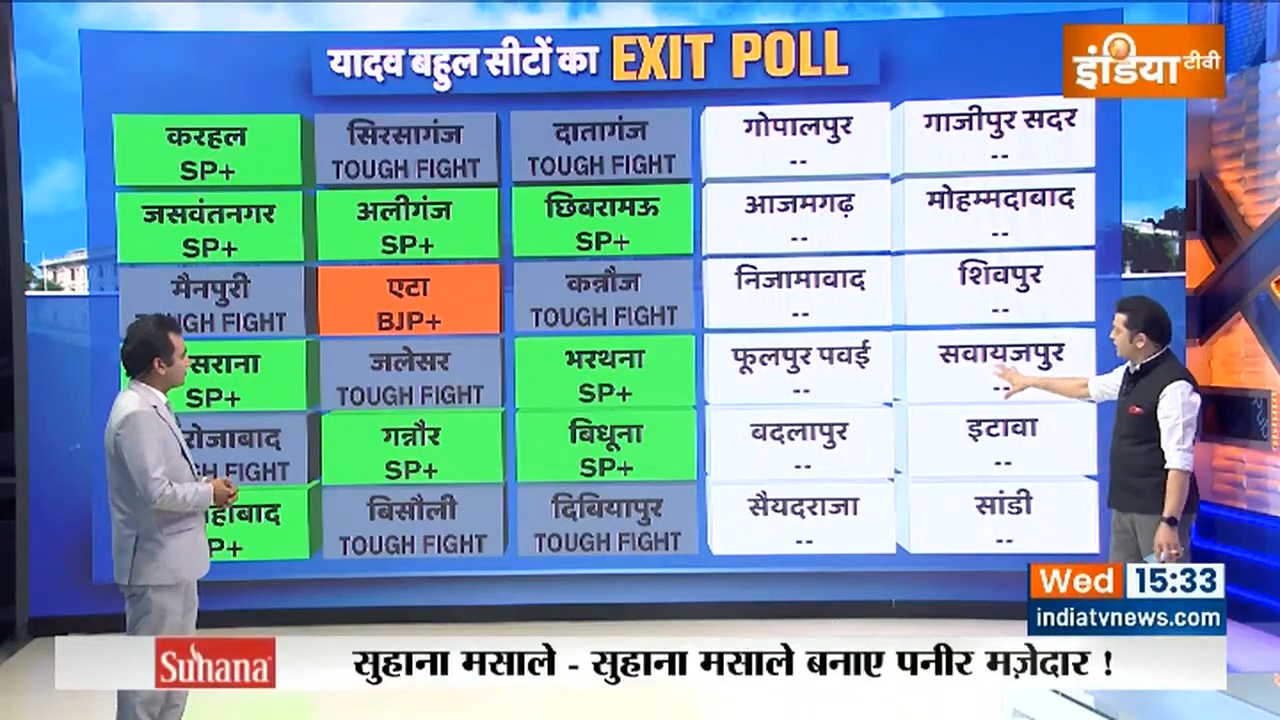 यादव बहुल सीटों का EXIT POLL
इंडिया टीवी
करहल
SP+
सिरसागंज
TOUGH FIGHT
दातागंज
TOUGH FIGHT
गोपालपुर
--
गाजीपुर सदर
--
जसवंतनगर
SP+
अलीगंज
SP+
छिबरामऊ
SP+
आजमगढ़
--
मोहम्मदाबाद
--
मैनपुरी
FIGHT
एटा
BJP+
कन्नौज
TOUGH FIGHT
निजामावाद
--
शिवपुर
--
सराना
SP+
जलेसर
TOUGH FIGHT
भरथना
SP+
फूलपुर पवई
--
सवायजपुर
--
रोजाबाद
FIGHT
गन्नौर
SP+
बिधूना
SP+
बदलापुर
--
इटावा
--
P+
बिसौली
TOUGH FIGHT
दिबियापुर
TOUGH FIGHT
सैयदराजा
--
सांडी
--
Wed 15:33
indiatvnews.com
Suhana
सुहाना मसाले - सुहाना मसाले बनाए पनीर मज़ेदार !